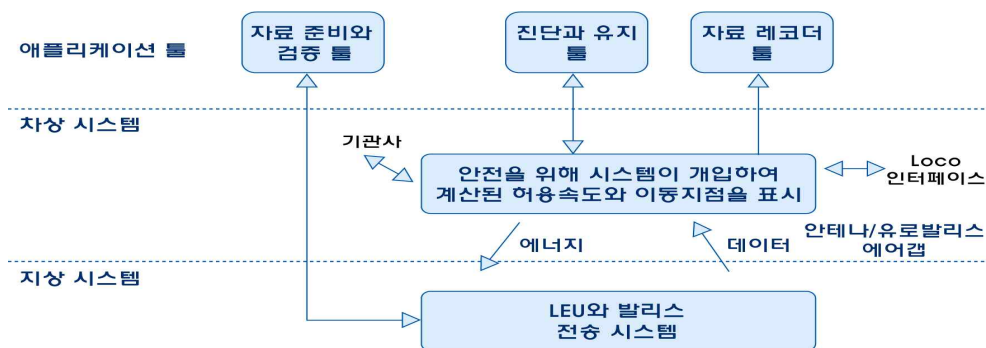 자료 준비와
검증 툴
진단과 유지
툴
자료 레코더
툴
애플리케이션 툴
차상 시스템
기관사
안전을 위해 시스템이 개입하여
계산된 허용속도와 이동지점을 표시
Loco
인터페이스
에너지
데이터
안테나/유로발리스
에어갭
지상 시스템
LEU와 발리스
전송 시스템